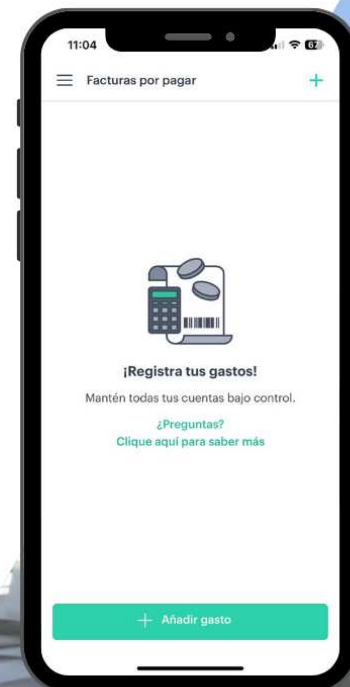 11:04
67
Facturas por pagar
¡Registra tus gastos!
Mantén todas tus cuentas bajo control.
¿Preguntas?
Clique aquí para saber más
Añadir gasto